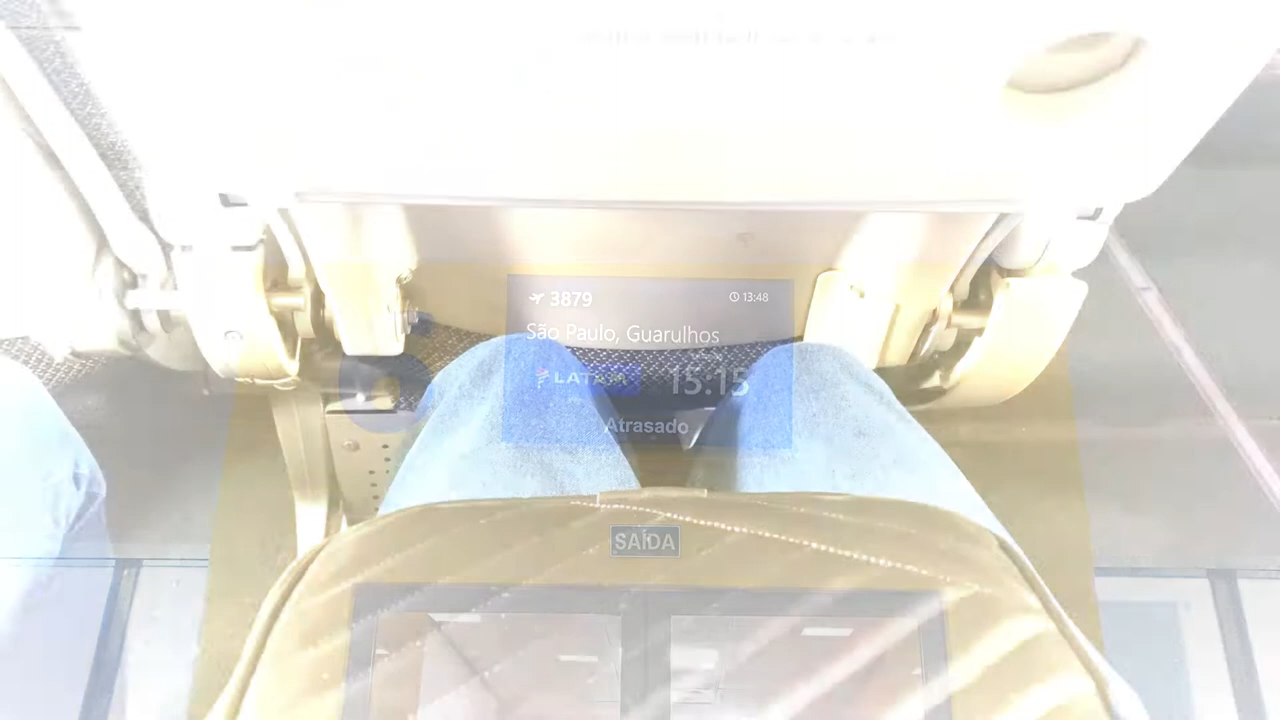 3879
13:48
São Paulo, Guarulhos
LATAM
15:15
Atrasado
SAÍDA